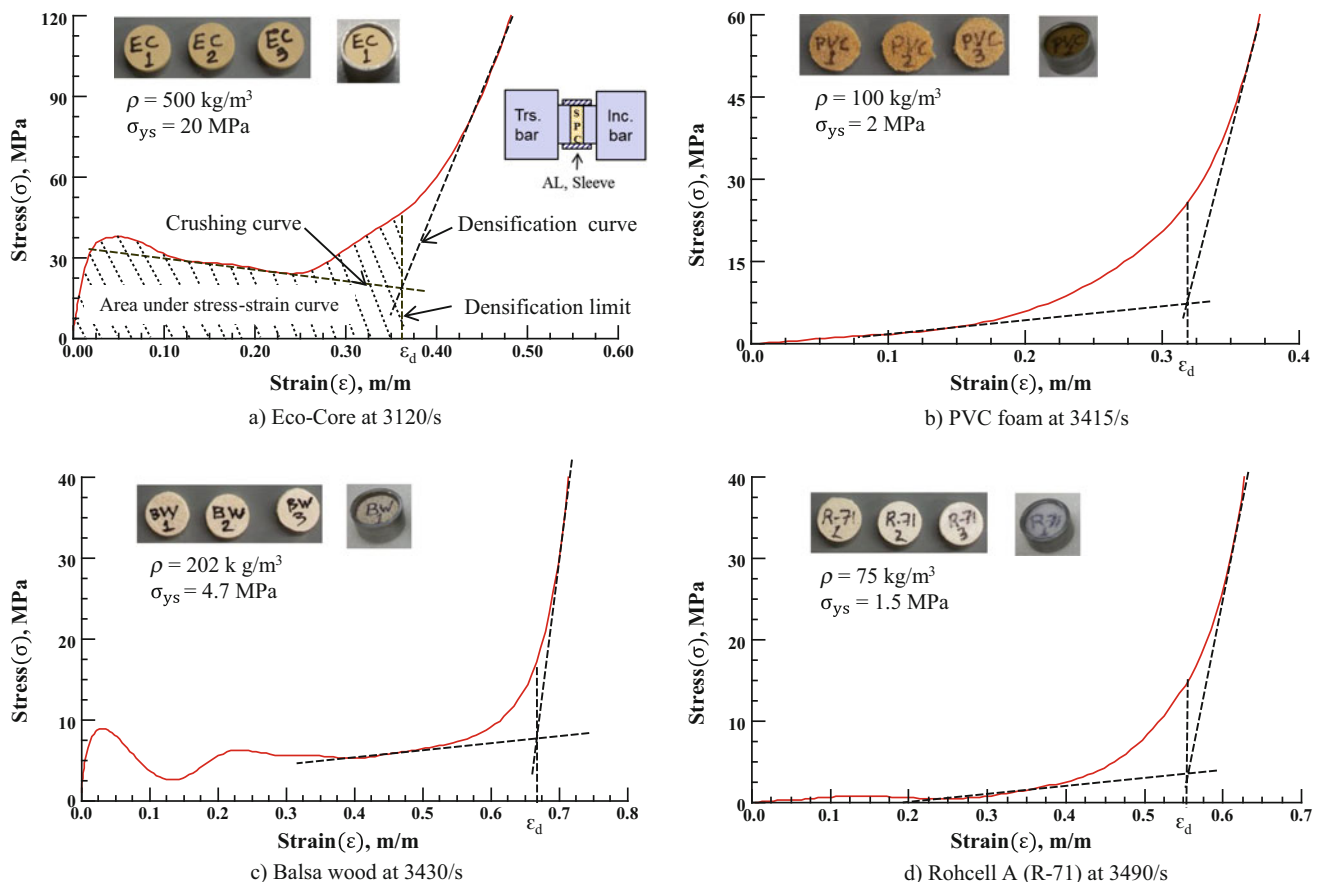 120
90
60
30
0
Stress(σ), MPa
EC 1
EC 2
EC 3
EC 1
ρ = 500 kg/m³
σys = 20 MPa
Trs. bar
S P C
Inc. bar
AL, Sleeve
Crushing curve
Densification curve
Area under stress-strain curve
Densification limit
0.00 0.10 0.20 0.30 εd 0.40 0.50 0.60
Strain(ε), m/m
a) Eco-Core at 3120/s
60
45
30
15
0
Stress(σ), MPa
PVC 1
PVC 2
PVC 3
PVC
ρ = 100 kg/m³
σys = 2 MPa
0.0 0.1 0.2 0.3 εd 0.4
Strain(ε), m/m
b) PVC foam at 3415/s
40
30
20
10
0
Stress(σ), MPa
BW 1
BW 2
BW 3
BW
ρ = 202 k g/m³
σys = 4.7 MPa
0.0 0.1 0.2 0.3 0.4 0.5 0.6 εd 0.7 0.8
Strain(ε), m/m
c) Balsa wood at 3430/s
40
30
20
10
0
Stress(σ), MPa
R-71 1
R-71 2
R-71 3
R-71
ρ = 75 kg/m³
σys = 1.5 MPa
0.0 0.1 0.2 0.3 0.4 0.5 εd 0.6 0.7
Strain(ε), m/m
d) Rohcell A (R-71) at 3490/s